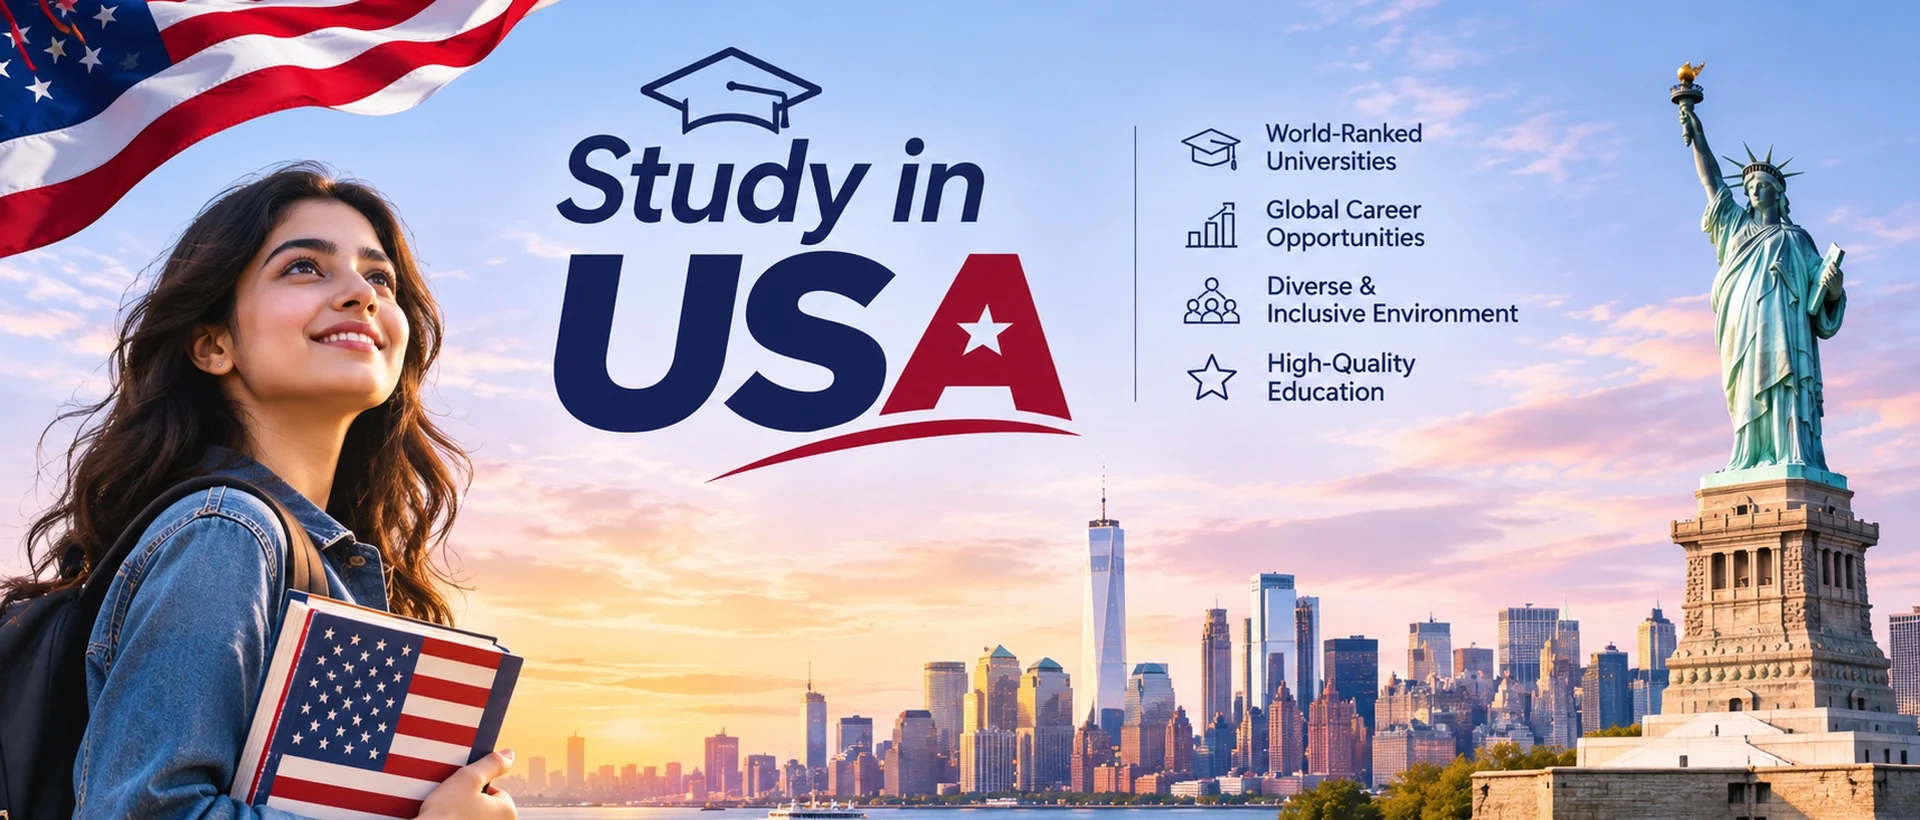 Study in
USA
World-Ranked
Universities
Global Career
Opportunities
Diverse &
Inclusive Environment
High-Quality
Education